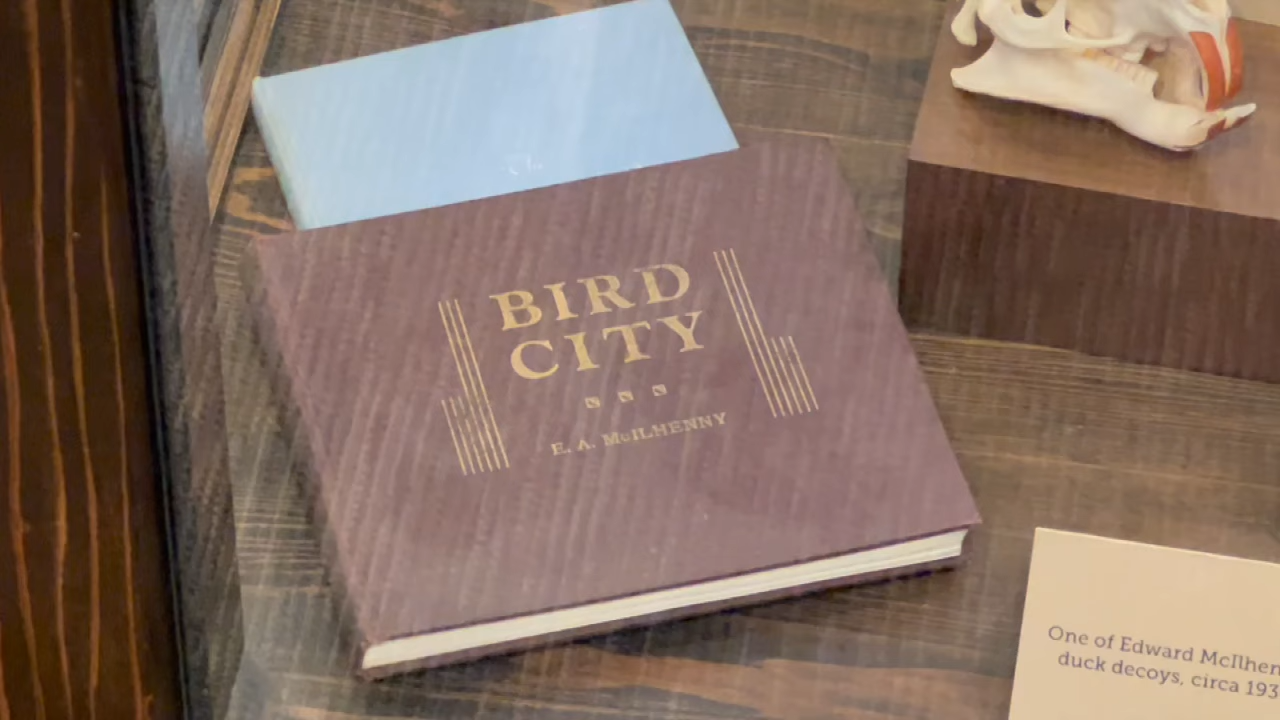 BIRD
CITY
E. A. McILHENNY
One of Edward McIlhen
duck decoys, circa 193